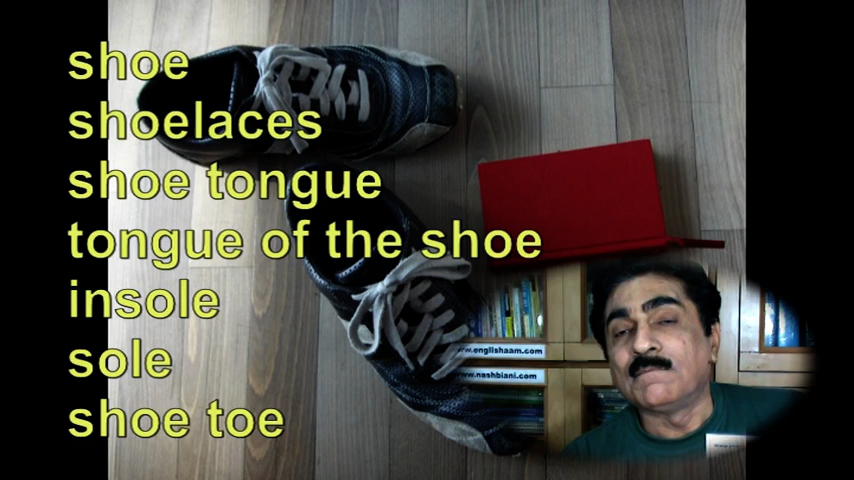 shoe
shoelaces
shoe tongue
tongue of the shoe
insole
sole
shoe toe
www.englishaam.com
www.nashbiani.com